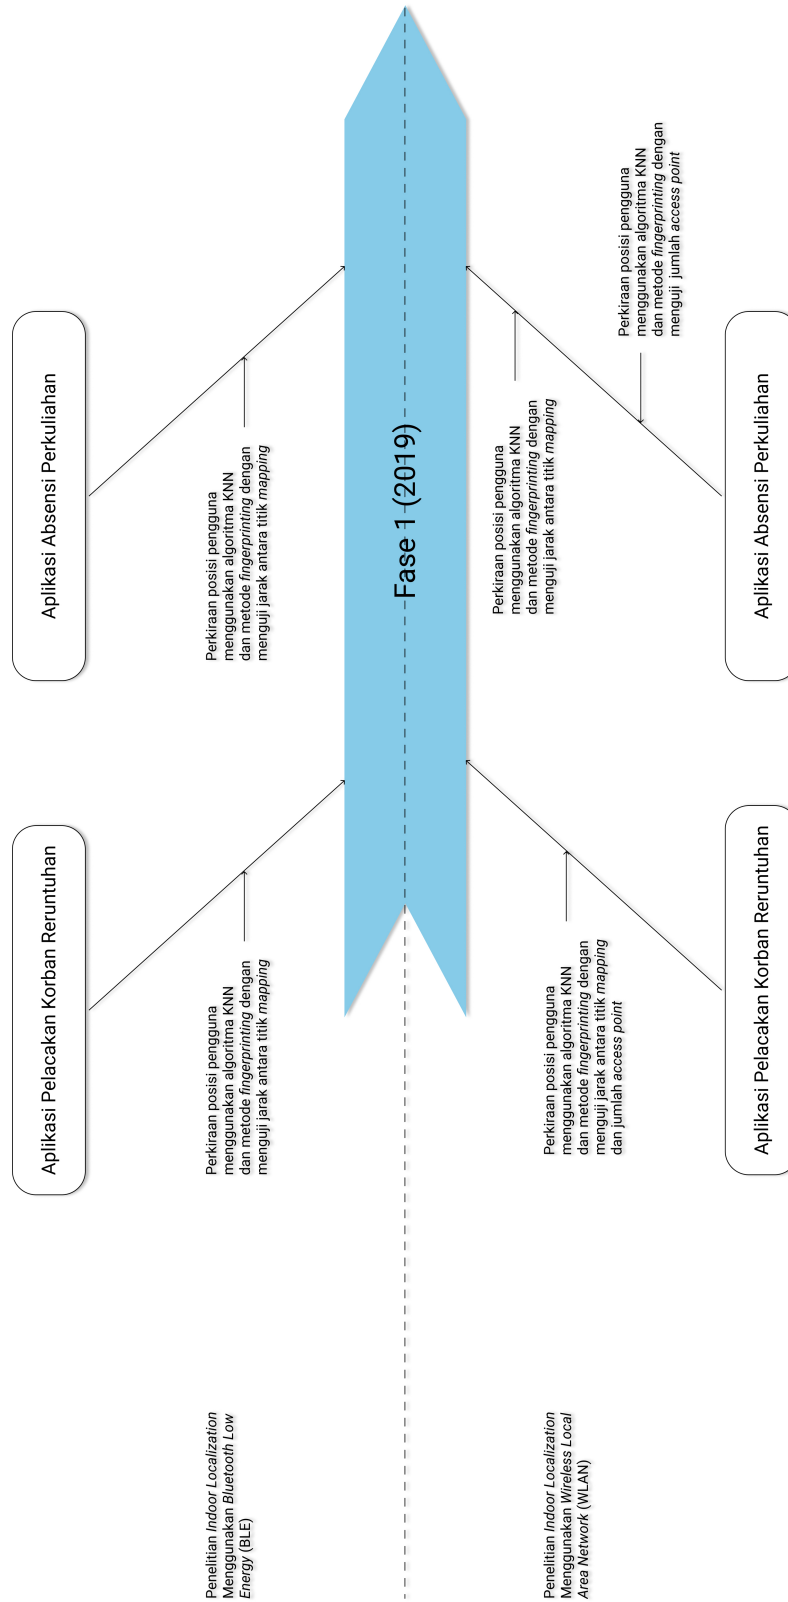 Aplikasi Pelacakan Korban Reruntuhan
Aplikasi Absensi Perkuliahan
Penelitian Indoor Localization
Menggunakan Bluetooth Low
Energy (BLE)
Perkiraan posisi pengguna
menggunakan algoritma KNN
dan metode fingerprinting dengan
menguji jarak antara titik mapping
Perkiraan posisi pengguna
menggunakan algoritma KNN
dan metode fingerprinting dengan
menguji jarak antara titik mapping
Fase 1 (2019)
Penelitian Indoor Localization
Menggunakan Wireless Local
Area Network (WLAN)
Perkiraan posisi pengguna
menggunakan algoritma KNN
dan metode fingerprinting dengan
menguji jarak antara titik mapping
dan jumlah access point
Perkiraan posisi pengguna
menggunakan algoritma KNN
dan metode fingerprinting dengan
menguji jarak antara titik mapping
Perkiraan posisi pengguna
menggunakan algoritma KNN
dan metode fingerprinting dengan
menguji jumlah access point
Aplikasi Pelacakan Korban Reruntuhan
Aplikasi Absensi Perkuliahan